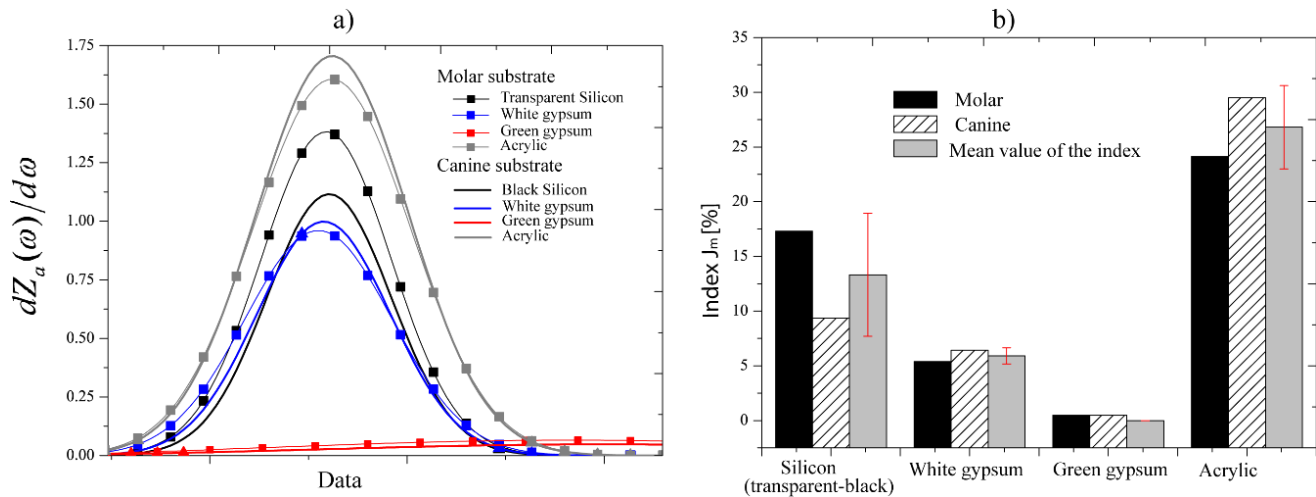 a)
dZₐ(ω)/dω
1.75
1.50
1.25
1.00
0.75
0.50
0.25
0.00
Molar substrate
Transparent Silicon
White gypsum
Green gypsum
Acrylic
Canine substrate
Black Silicon
White gypsum
Green gypsum
Acrylic
Data
b)
Index Jₘ[%]
35
30
25
20
15
10
5
0
Molar
Canine
Mean value of the index
Silicon
(transparent-black)
White gypsum
Green gypsum
Acrylic